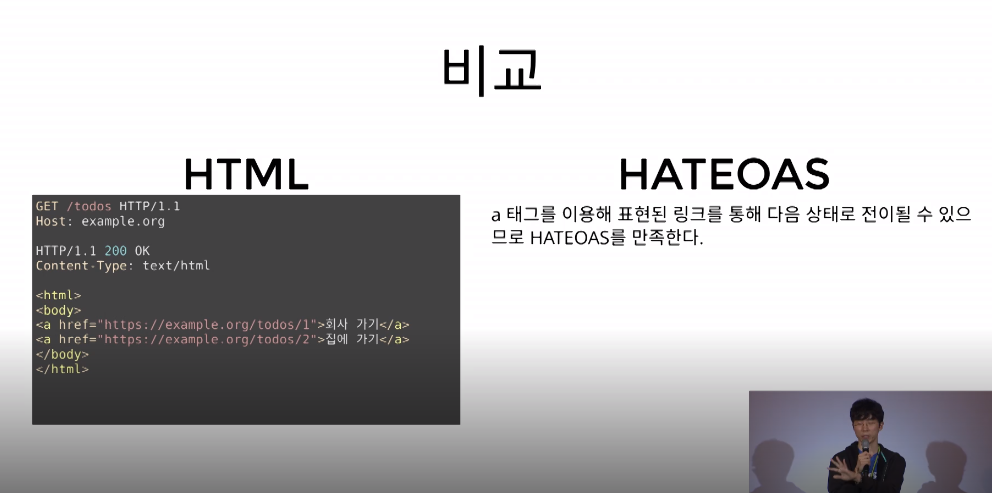 비교
HTML
GET /todos HTTP/1.1
Host: example.org
HTTP/1.1 200 OK
Content-Type: text/html
<html>
<body>
<a href="https://example.org/todos/1">회사 가기</a>
<a href="https://example.org/todos/2">집에 가기</a>
</body>
</html>
HATEOAS
a 태그를 이용해 표현된 링크를 통해 다음 상태로 전이될 수 있으
므로 HATEOAS를 만족한다.